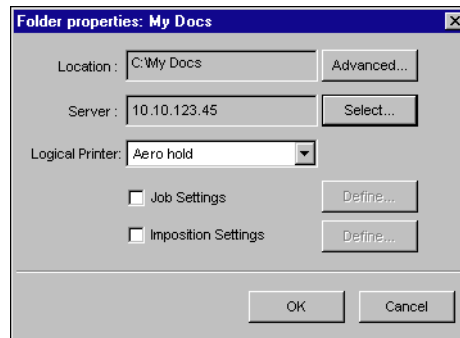 Folder properties: My Docs
Location : C:\My Docs Advanced...
Server : 10.10.123.45 Select...
Logical Printer: Aero hold
Job Settings Define...
Imposition Settings Define...
OK Cancel